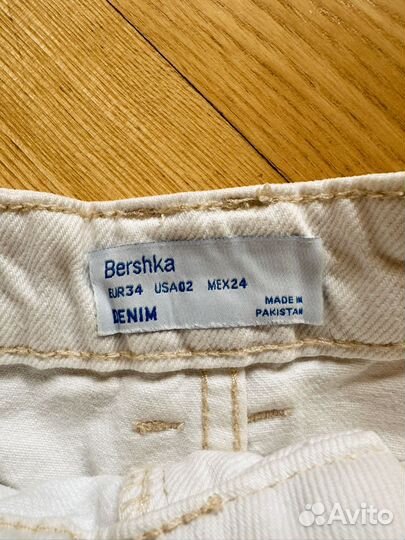 Bershka
EUR34 USA02 MEX24
DENIM
MADE IN
PAKISTAN
Avito